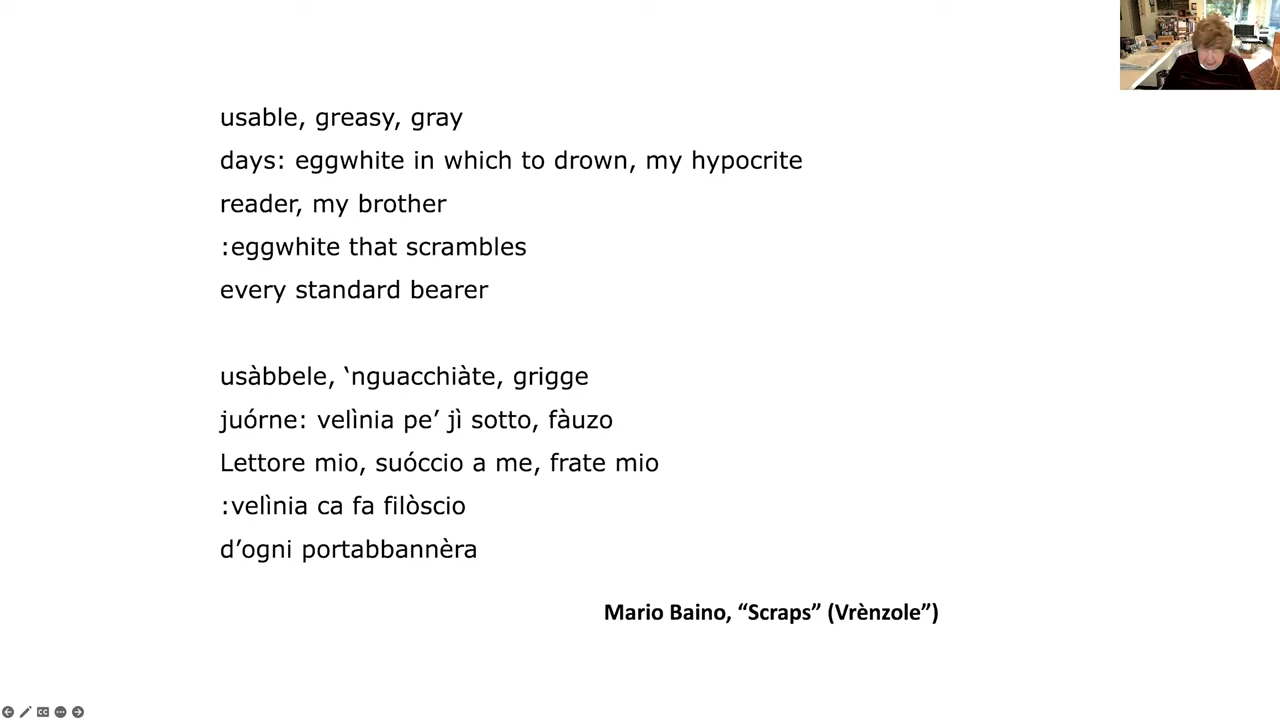 usable, greasy, gray
days: eggwhite in which to drown, my hypocrite
reader, my brother
:eggwhite that scrambles
every standard bearer
usàbbele, ‛nguacchiàte, grigge
juórne: velìnia pe’ jì sotto, fàuzo
Lettore mio, suóccio a me, frate mio
:velìnia ca fa filòscio
d’ogni portabbannèra
Mario Baino, “Scraps” (Vrènzole”)